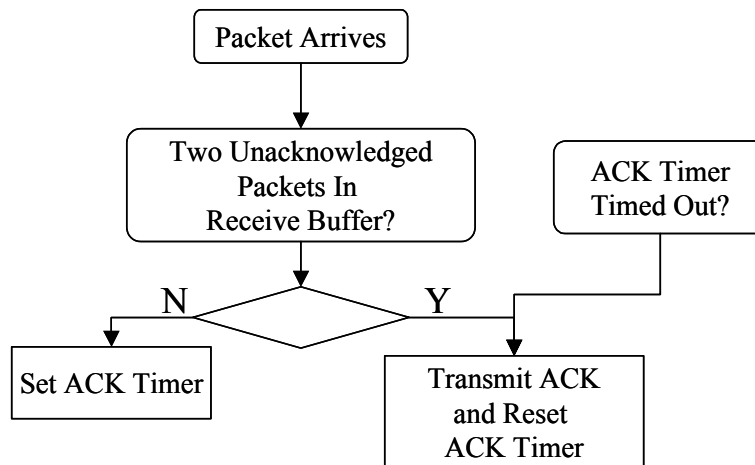 Packet Arrives
Two Unacknowledged
Packets In
Receive Buffer?
ACK Timer
Timed Out?
N
Y
Set ACK Timer
Transmit ACK
and Reset
ACK Timer